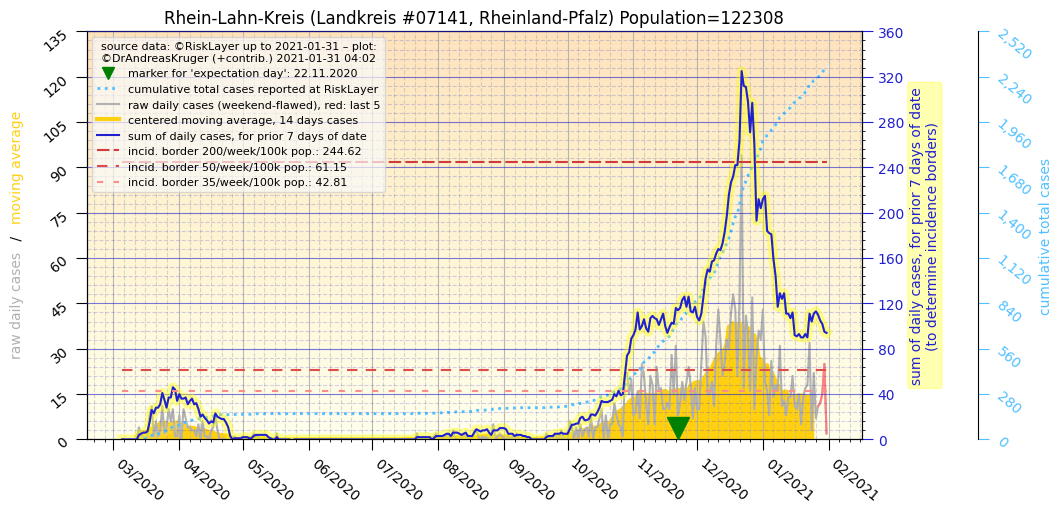 Rhein-Lahn-Kreis (Landkreis #07141, Rheinland-Pfalz) Population=122308
source data: ©RiskLayer up to 2021-01-31 – plot:
©DrAndreasKruger (+contrib.) 2021-01-31 04:02
marker for 'expectation day': 22.11.2020
cumulative total cases reported at RiskLayer
raw daily cases (weekend-flawed), red: last 5
centered moving average, 14 days cases
sum of daily cases, for prior 7 days of date
incid. border 200/week/100k pop.: 244.62
incid. border 50/week/100k pop.: 61.15
incid. border 35/week/100k pop.: 42.81
raw daily cases / moving average
135
120
105
90
75
60
45
30
15
0
03/2020
04/2020
05/2020
06/2020
07/2020
08/2020
09/2020
10/2020
11/2020
12/2020
01/2021
02/2021
360
320
280
240
200
160
120
80
40
0
sum of daily cases, for prior 7 days of date
(to determine incidence borders)
2,520
2,240
1,960
1,680
1,400
1,120
840
560
280
0
cumulative total cases